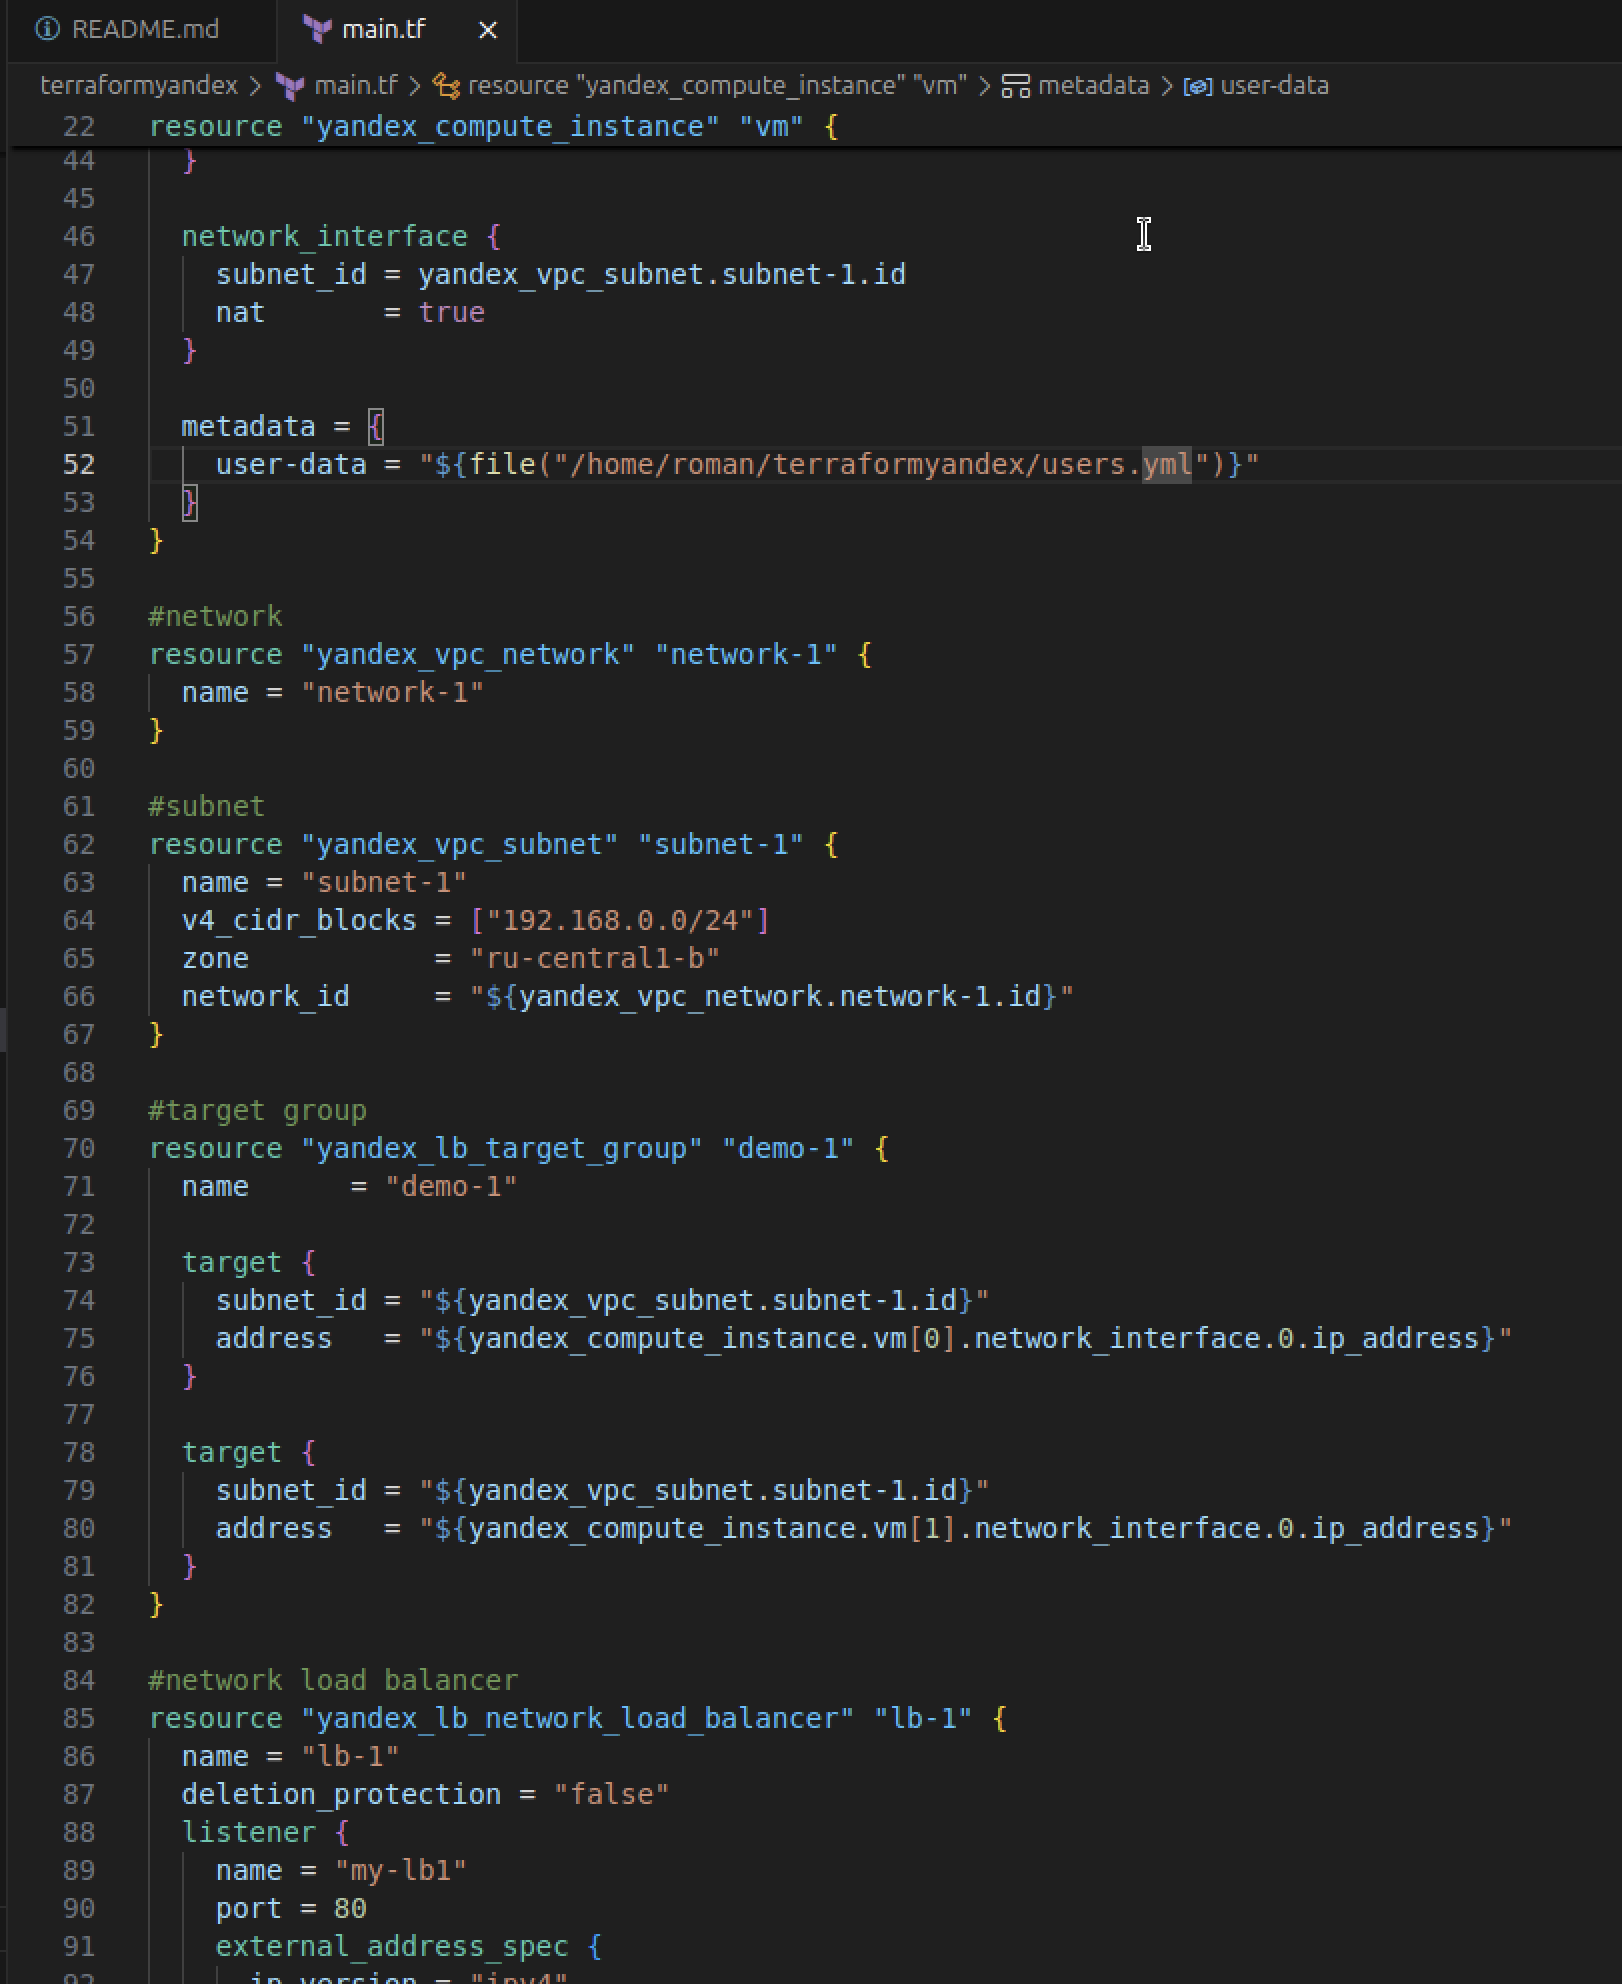 README.md
main.tf
terraformyandex > main.tf > resource "yandex_compute_instance" "vm" > metadata > user-data
22 resource "yandex_compute_instance" "vm" {
44 }
45
46 network_interface {
47 subnet_id = yandex_vpc_subnet.subnet-1.id
48 nat = true
49 }
50
51 metadata = {
52 user-data = "${file("/home/roman/terraformyandex/users.yml")}"
53 }
54 }
55
56 #network
57 resource "yandex_vpc_network" "network-1" {
58 name = "network-1"
59 }
60
61 #subnet
62 resource "yandex_vpc_subnet" "subnet-1" {
63 name = "subnet-1"
64 v4_cidr_blocks = ["192.168.0.0/24"]
65 zone = "ru-central1-b"
66 network_id = "${yandex_vpc_network.network-1.id}"
67 }
68
69 #target group
70 resource "yandex_lb_target_group" "demo-1" {
71 name = "demo-1"
72
73 target {
74 subnet_id = "${yandex_vpc_subnet.subnet-1.id}"
75 address = "${yandex_compute_instance.vm[0].network_interface.0.ip_address}"
76 }
77
78 target {
79 subnet_id = "${yandex_vpc_subnet.subnet-1.id}"
80 address = "${yandex_compute_instance.vm[1].network_interface.0.ip_address}"
81 }
82 }
83
84 #network load balancer
85 resource "yandex_lb_network_load_balancer" "lb-1" {
86 name = "lb-1"
87 deletion_protection = "false"
88 listener {
89 name = "my-lb1"
90 port = 80
91 external_address_spec {
92 ip_version = "ipv4"